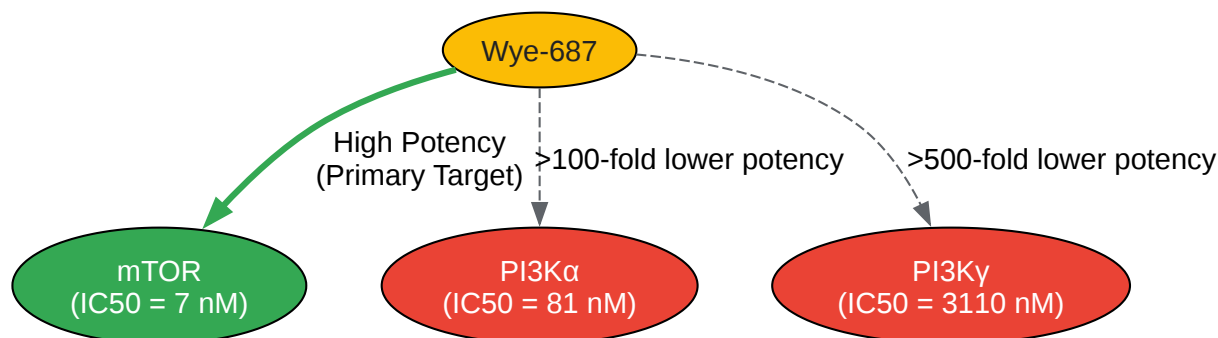 Wye-687
High Potency
(Primary Target)
>100-fold lower potency
>500-fold lower potency
mTOR
(IC50 = 7 nM)
PI3Kα
(IC50 = 81 nM)
PI3Kγ
(IC50 = 3110 nM)